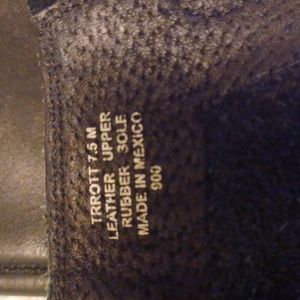 TRROTT 7.5 M
LEATHER UPPER
RUBBER SOLE
MADE IN MEXICO
900